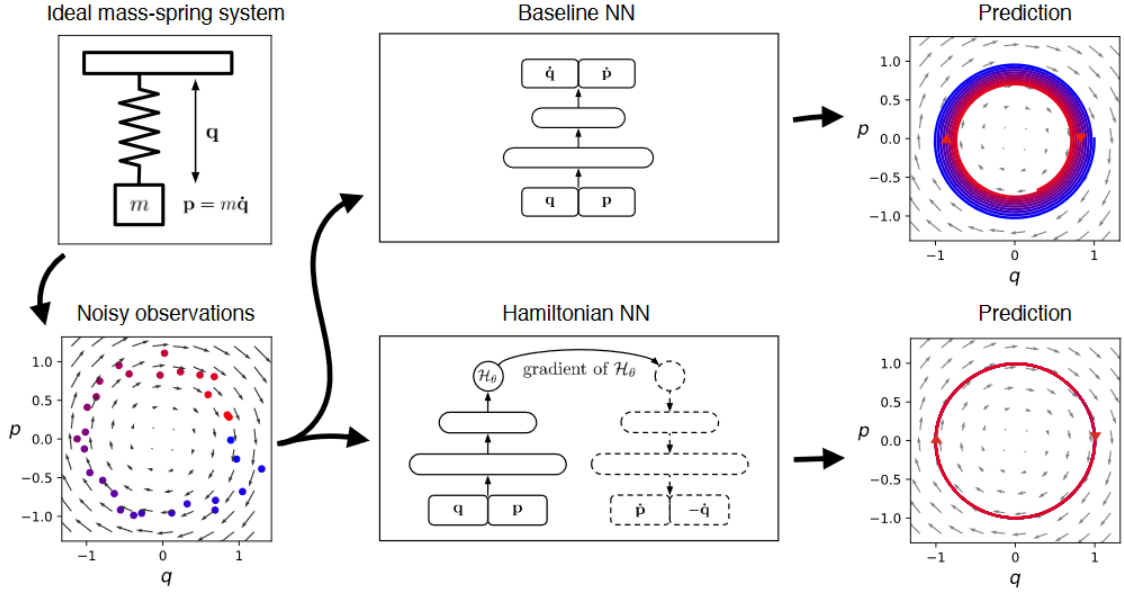 Ideal mass-spring system
q
m
p = mq̇
Baseline NN
q̇ ṗ
q p
Prediction
1.0
0.5
0.0
-0.5
-1.0
p
-1 0 1
q
Noisy observations
1.0
0.5
0.0
-0.5
-1.0
p
-1 0 1
q
Hamiltonian NN
ℋθ
gradient of ℋθ
q p
ṗ -q̇
Prediction
1.0
0.5
0.0
-0.5
-1.0
p
-1 0 1
q